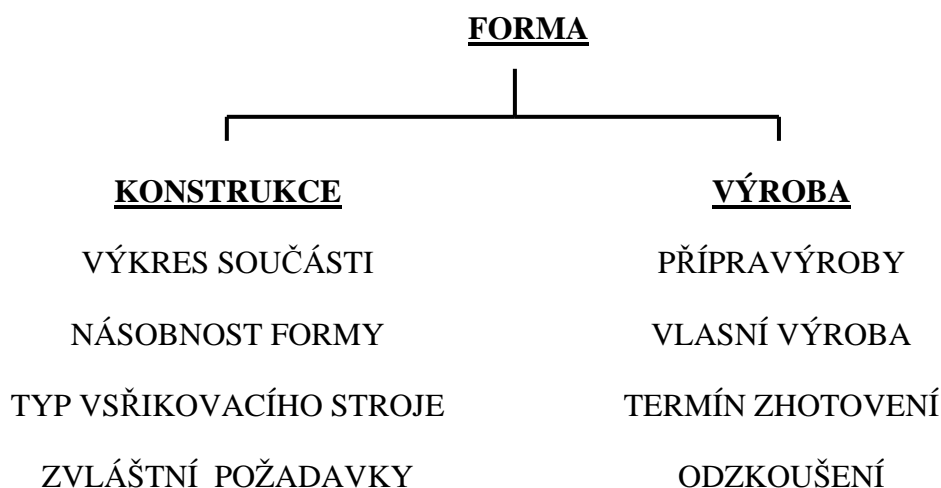 FORMA
KONSTRUKCE
VÝROBA
VÝKRES SOUČÁSTI
PŘÍPRAVÝROBY
NÁSOBNOST FORMY
VLASNÍ VÝROBA
TYP VSŘIKOVACÍHO STROJE
TERMÍN ZHOTOVENÍ
ZVLÁŠTNÍ POŽADAVKY
ODZKOUŠENÍ